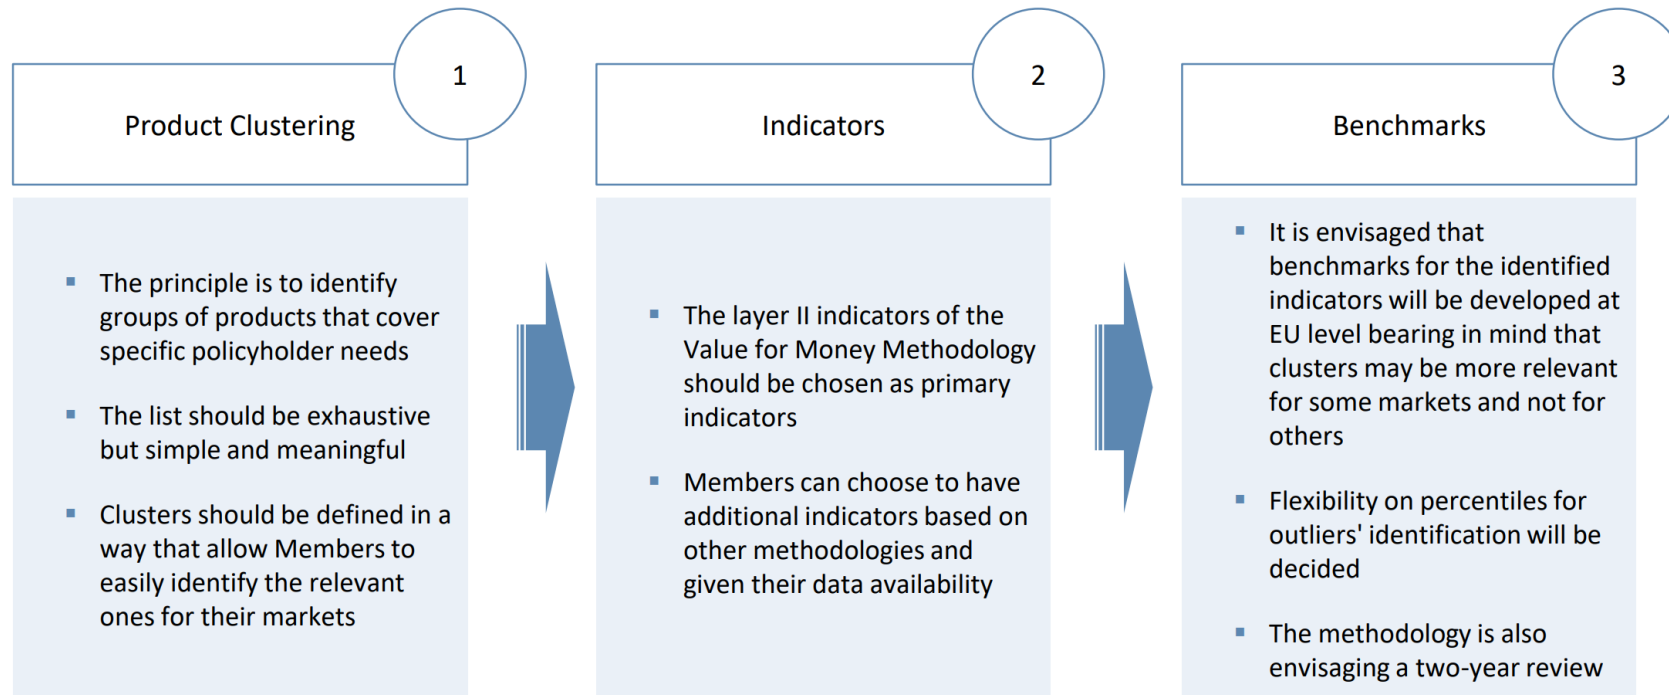 1
Product Clustering
▪ The principle is to identify
groups of products that cover
specific policyholder needs
▪ The list should be exhaustive
but simple and meaningful
▪ Clusters should be defined in a
way that allow Members to
easily identify the relevant
ones for their markets
2
Indicators
▪ The layer II indicators of the
Value for Money Methodology
should be chosen as primary
indicators
▪ Members can choose to have
additional indicators based on
other methodologies and
given their data availability
3
Benchmarks
▪ It is envisaged that
benchmarks for the identified
indicators will be developed at
EU level bearing in mind that
clusters may be more relevant
for some markets and not for
others
▪ Flexibility on percentiles for
outliers' identification will be
decided
▪ The methodology is also
envisaging a two-year review